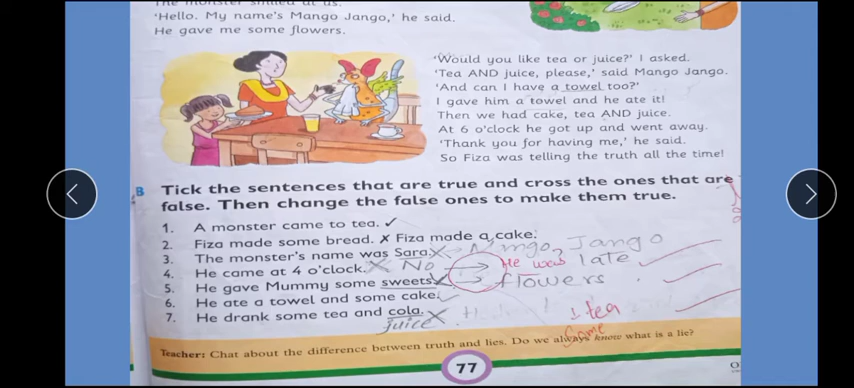 The monster smiled at us.
'Hello. My name's Mango Jango,' he said.
He gave me some flowers.
'Would you like tea or juice?' I asked.
'Tea AND juice, please,' said Mango Jango.
'And can I have a towel too?'
I gave him a towel and he ate it!
Then we had cake, tea AND juice.
At 6 o'clock he got up and went away.
'Thank you for having me,' he said.
So Fiza was telling the truth all the time!
B Tick the sentences that are true and cross the ones that are
false. Then change the false ones to make them true.
1. A monster came to tea. ✓
2. Fiza made some bread. ✗ Fiza made a cake.
3. The monster's name was Sara. ✗ Mango Jango
4. He came at 4 o'clock. ✗ No He was late
5. He gave Mummy some sweets. flowers
6. He ate a towel and some cake. ✓
7. He drank some tea and cola. ✗ tea
juice Some
Teacher: Chat about the difference between truth and lies. Do we always know what is a lie?
77